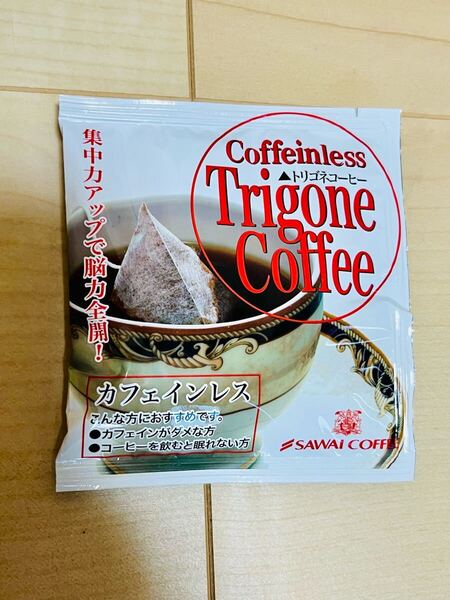 Coffeinless
▲トリゴネコーヒー
Trigone
Coffee
集中力アップで脳力全開！
カフェインレス
こんな方におすすめです。
●カフェインがダメな方
●コーヒーを飲むと眠れない方
SAWAI COFFE